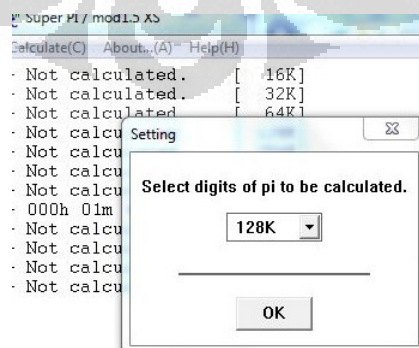 Super PI / mod1.5 XS
Calculate(C) About...(A) Help(H)
- Not calculated. [ 16K]
- Not calculated. [ 32K]
- Not calculated. [ 64K]
- Not calcu
- Not calcu
- Not calcu
- Not calcu
- 000h 01m
- Not calcu
- Not calcu
- Not calcu
- Not calcu
Setting
Select digits of pi to be calculated.
128K
OK